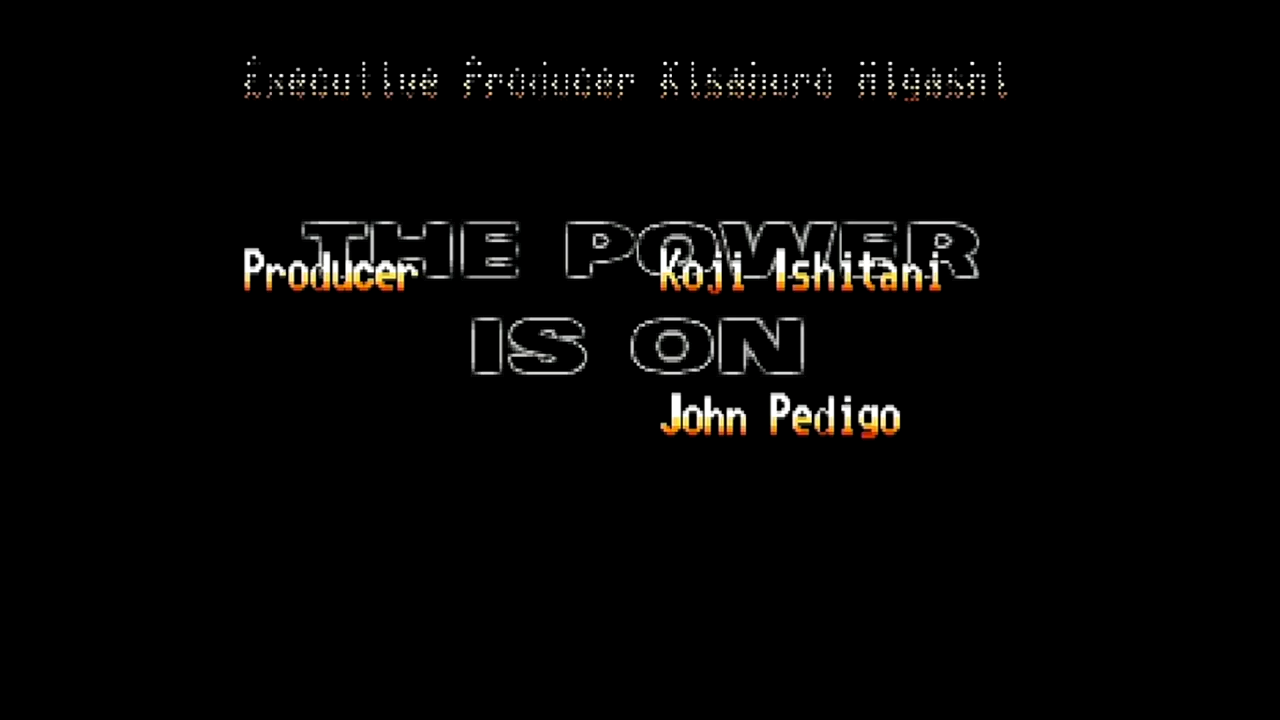 Executive Producer Kisaburo Higashi
THE POWER
Producer Koji Ishitani
IS ON
John Pedigo